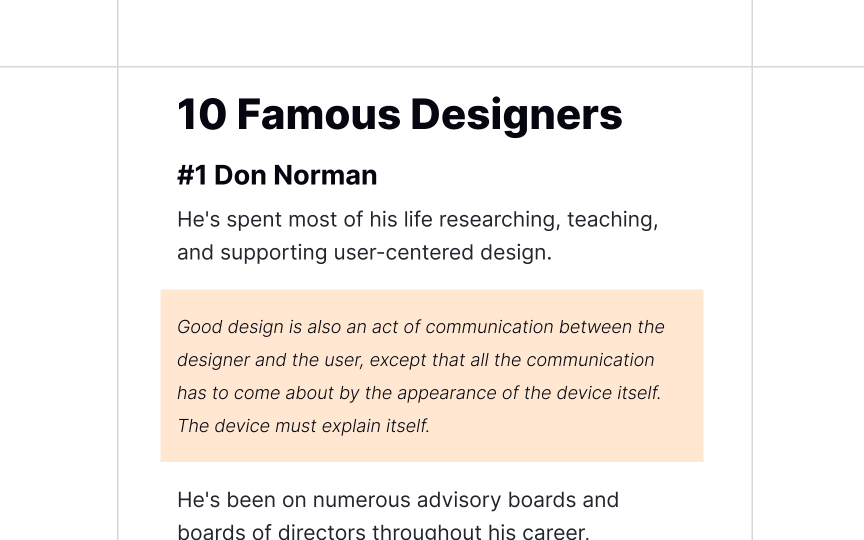 10 Famous Designers
#1 Don Norman
He's spent most of his life researching, teaching,
and supporting user-centered design.
Good design is also an act of communication between the
designer and the user, except that all the communication
has to come about by the appearance of the device itself.
The device must explain itself.
He's been on numerous advisory boards and
boards of directors throughout his career.